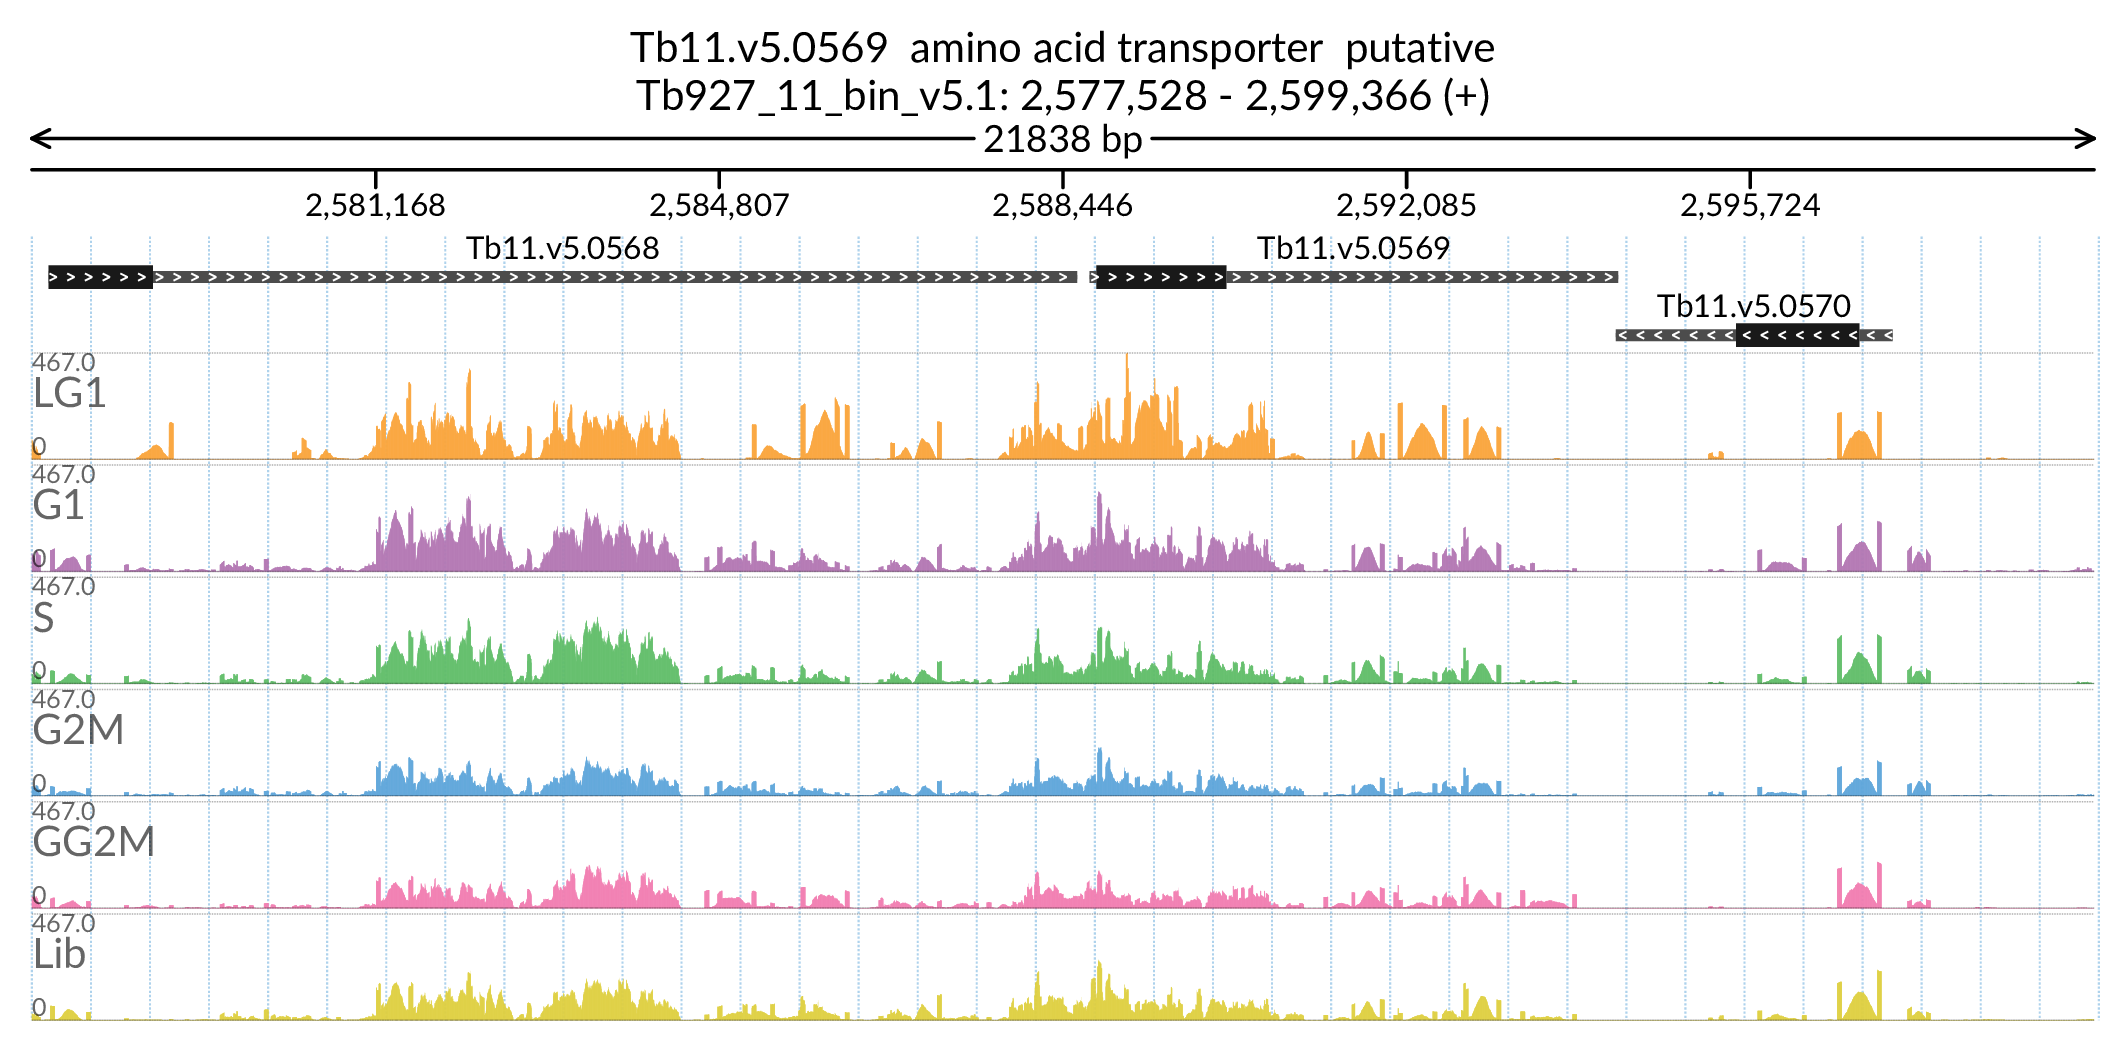 Tb11.v5.0569  amino acid transporter  putative
Tb927_11_bin_v5.1: 2,577,528 - 2,599,366 (+)
21838 bp
2,581,168 2,584,807 2,588,446 2,592,085 2,595,724
Tb11.v5.0568 Tb11.v5.0569
Tb11.v5.0570
467.0
LG1
0
467.0
G1
0
467.0
S
0
467.0
G2M
0
467.0
GG2M
0
467.0
Lib
0